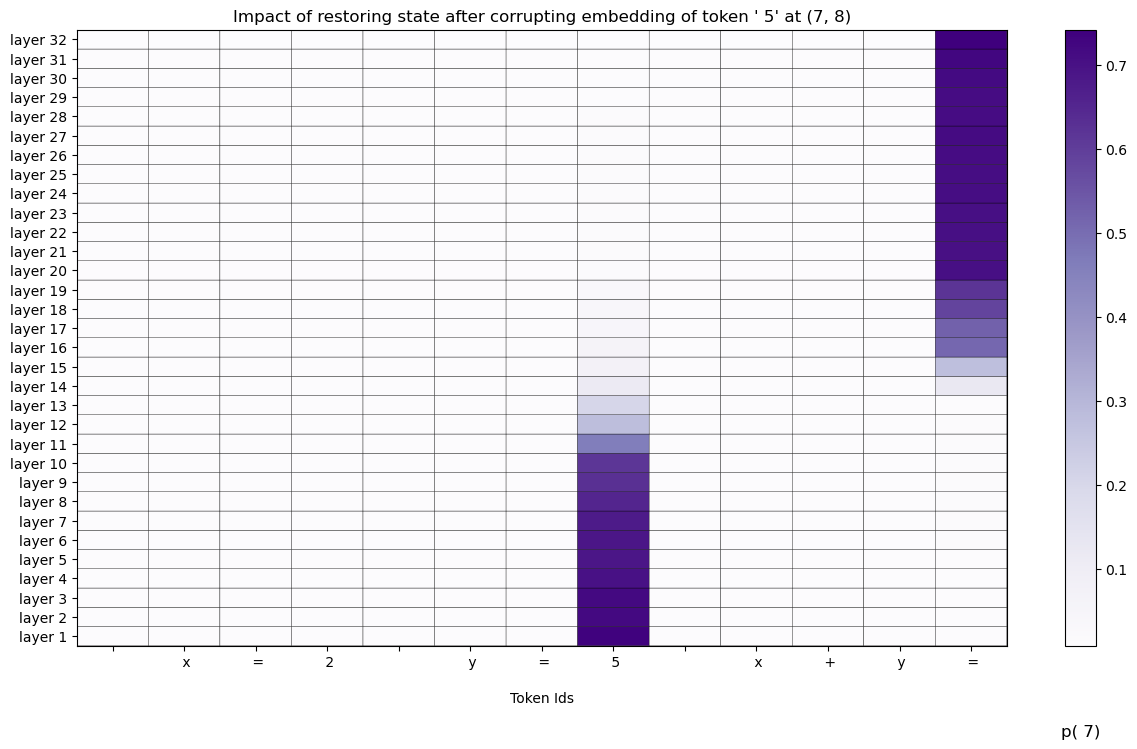 Impact of restoring state after corrupting embedding of token ' 5' at (7, 8)
layer 32
layer 31
layer 30
layer 29
layer 28
layer 27
layer 26
layer 25
layer 24
layer 23
layer 22
layer 21
layer 20
layer 19
layer 18
layer 17
layer 16
layer 15
layer 14
layer 13
layer 12
layer 11
layer 10
layer 9
layer 8
layer 7
layer 6
layer 5
layer 4
layer 3
layer 2
layer 1
x = 2 y = 5 x + y =
Token Ids
0.7
0.6
0.5
0.4
0.3
0.2
0.1
p( 7)